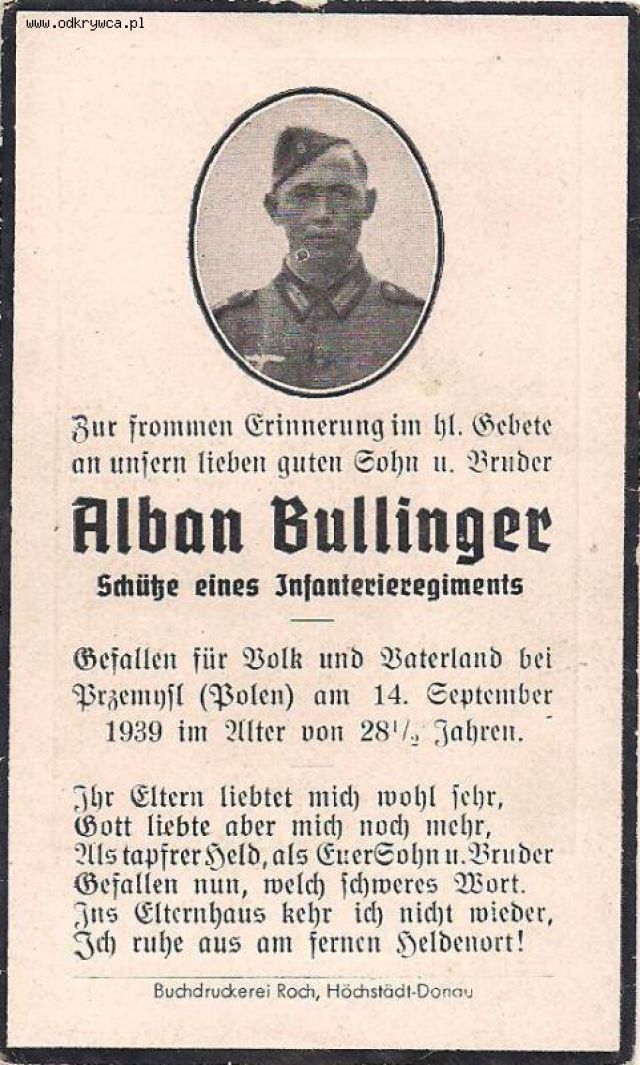 www.odkrywca.pl
Zur frommen Erinnerung im hl. Gebete
an unsern lieben guten Sohn u. Bruder
Alban Bullinger
Schütze eines Infanterieregiments
Gefallen für Volk und Vaterland bei
Przemysl (Polen) am 14. September
1939 im Alter von 28½ Jahren.
Ihr Eltern liebtet mich wohl sehr,
Gott liebte aber mich noch mehr,
Als tapfrer Held, als Euer Sohn u. Bruder
Gefallen nun, welch schweres Wort.
Ins Elternhaus kehr ich nicht wieder,
Ich ruhe aus am fernen Heldenort!
Buchdruckerei Roch, Höchstädt-Donau